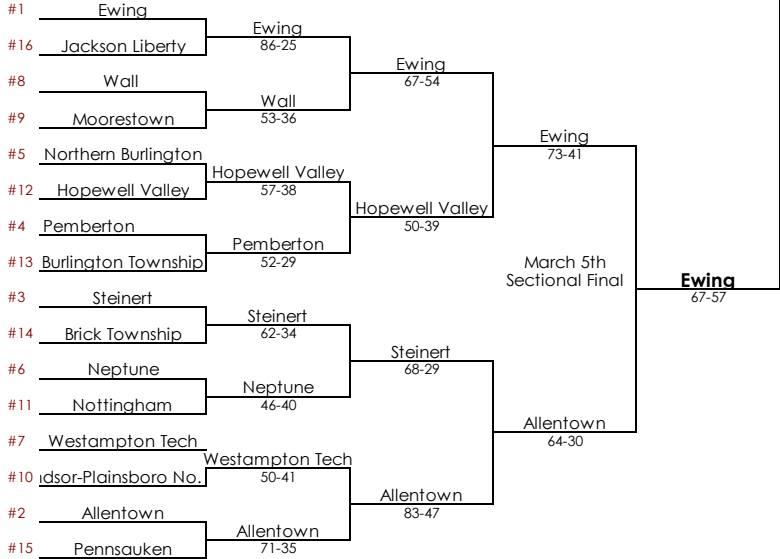 #1 Ewing
Ewing
86-25
#16 Jackson Liberty
Ewing
67-54
#8 Wall
Wall
53-36
#9 Moorestown
Ewing
73-41
#5 Northern Burlington
Hopewell Valley
57-38
#12 Hopewell Valley
Hopewell Valley
50-39
#4 Pemberton
Pemberton
52-29
#13 Burlington Township
March 5th
Sectional Final
Ewing
67-57
#3 Steinert
Steinert
62-34
#14 Brick Township
Steinert
68-29
#6 Neptune
Neptune
46-40
#11 Nottingham
Allentown
64-30
#7 Westampton Tech
Westampton Tech
50-41
#10 dsor-Plainsboro No.
Allentown
83-47
#2 Allentown
Allentown
71-35
#15 Pennsauken